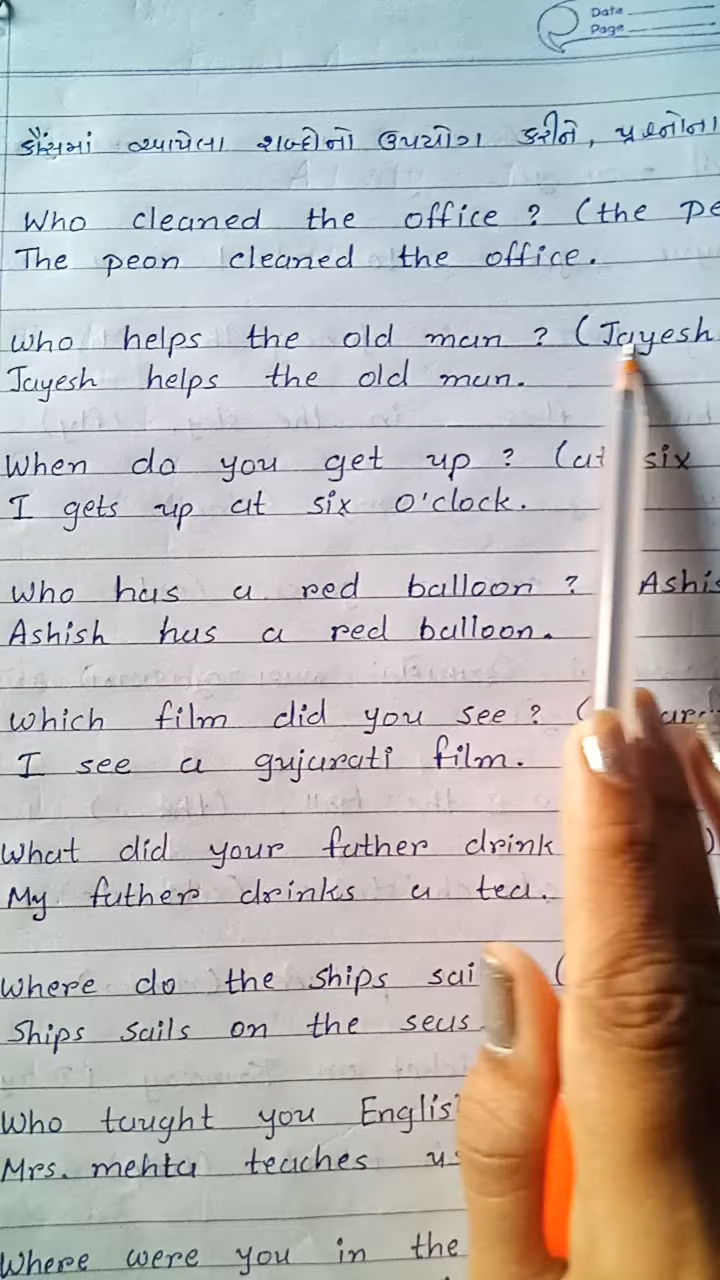 Date
Page
કૌંસમાં આપેલા શબ્દોનો ઉપયોગ કરીને, પ્રશ્નોના
Who cleaned the office ? (the pe
The peon cleaned the office.
Who helps the old man ? (Jayesh
Jayesh helps the old man.
When do you get up ? (at six
I gets up at six o'clock.
Who has a red balloon ? Ashis
Ashish has a red balloon.
Which film did you see ? (
I see a gujarati film.
What did your father drink )
My father drinks a tea.
Where do the ships sai (
Ships sails on the seas
Who taught you Englis
Mrs. mehta teaches us
Where were you in the